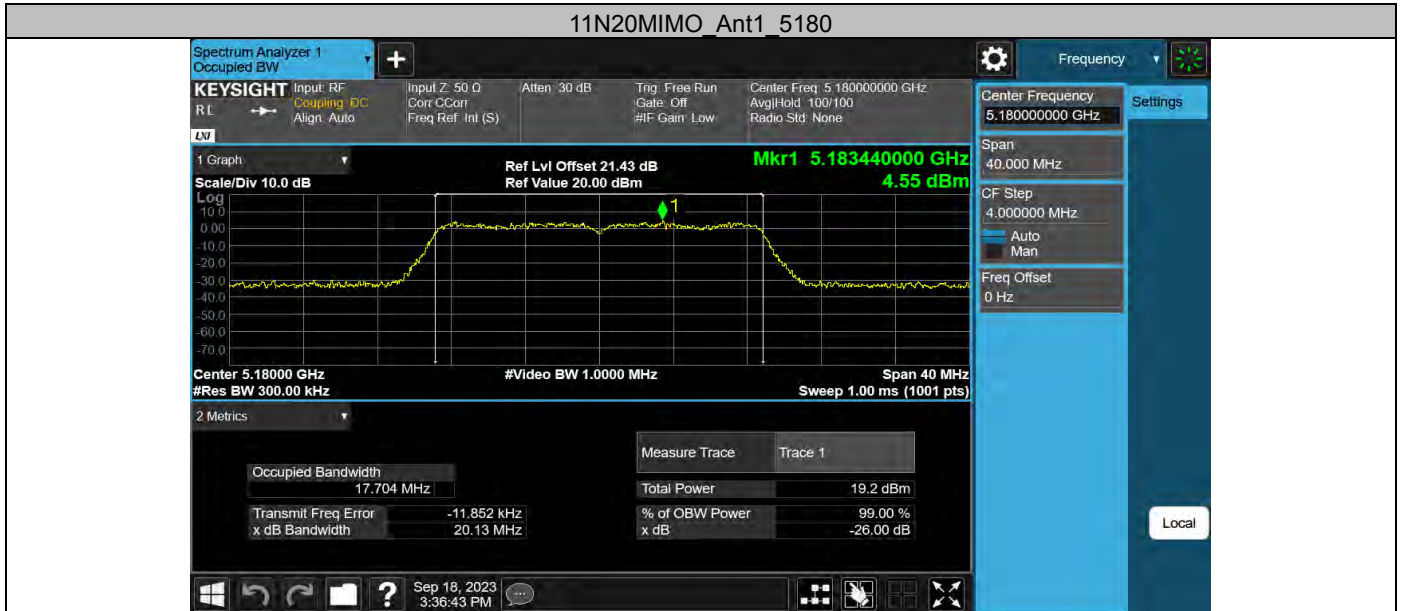 11N20MIMO_Ant1_5180
Spectrum Analyzer 1
Occupied BW
Frequency
KEYSIGHT
RL
LXI
Input: RF
Coupling: DC
Align: Auto
Input Z: 50 Ω
Corr CCorr
Freq Ref: Int (S)
Atten: 30 dB
Trig: Free Run
Gate: Off
#IF Gain: Low
Center Freq: 5.180000000 GHz
Avg|Hold: 100/100
Radio Std: None
Center Frequency
5.180000000 GHz
Settings
Span
40.000 MHz
CF Step
4.000000 MHz
Auto
Man
Freq Offset
0 Hz
Local
1 Graph
Scale/Div 10.0 dB
Ref Lvl Offset 21.43 dB
Ref Value 20.00 dBm
Mkr1 5.183440000 GHz
4.55 dBm
Log
10.0
0.00
-10.0
-20.0
-30.0
-40.0
-50.0
-60.0
-70.0
1
Center 5.18000 GHz
#Res BW 300.00 kHz
#Video BW 1.0000 MHz
Span 40 MHz
Sweep 1.00 ms (1001 pts)
2 Metrics
Measure Trace Trace 1
Occupied Bandwidth
17.704 MHz
Total Power 19.2 dBm
Transmit Freq Error -11.852 kHz
% of OBW Power 99.00 %
x dB Bandwidth 20.13 MHz
x dB -26.00 dB
?
Sep 18, 2023
3:36:43 PM